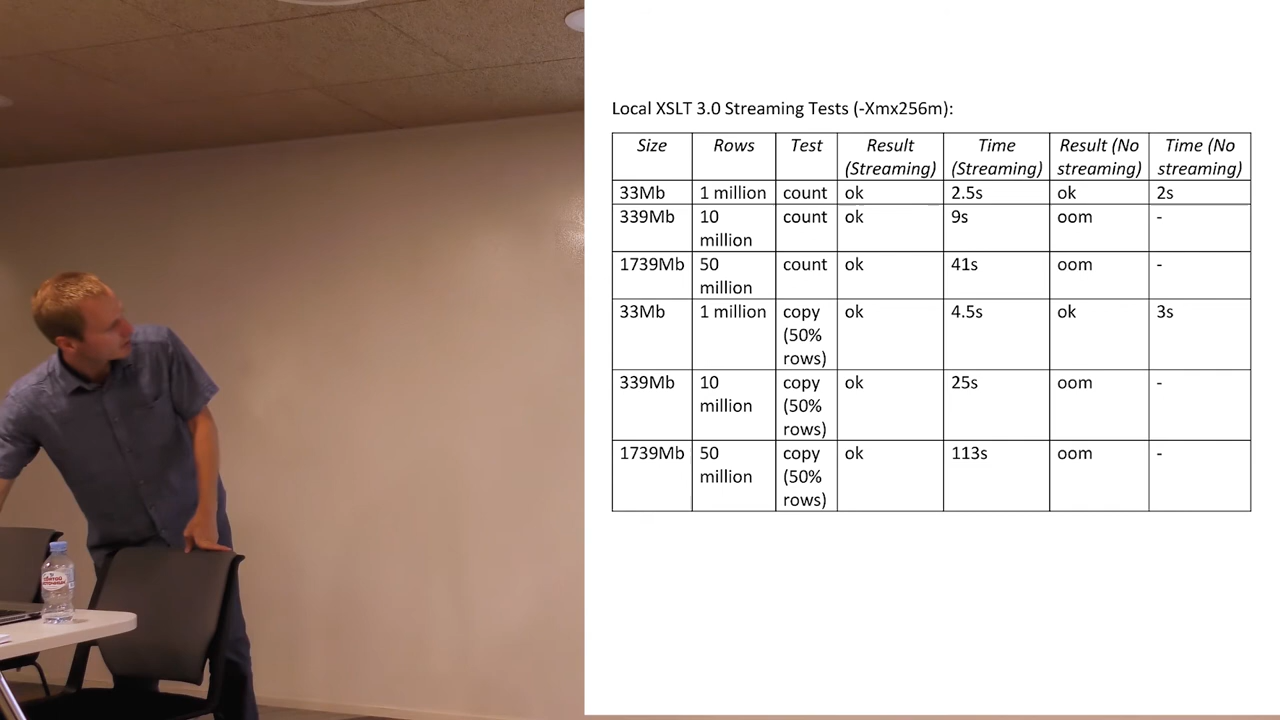 Local XSLT 3.0 Streaming Tests (-Xmx256m):
Size Rows Test Result (Streaming) Time (Streaming) Result (No streaming) Time (No streaming)
33Mb 1 million count ok 2.5s ok 2s
339Mb 10 million count ok 9s oom -
1739Mb 50 million count ok 41s oom -
33Mb 1 million copy (50% rows) ok 4.5s ok 3s
339Mb 10 million copy (50% rows) ok 25s oom -
1739Mb 50 million copy (50% rows) ok 113s oom -